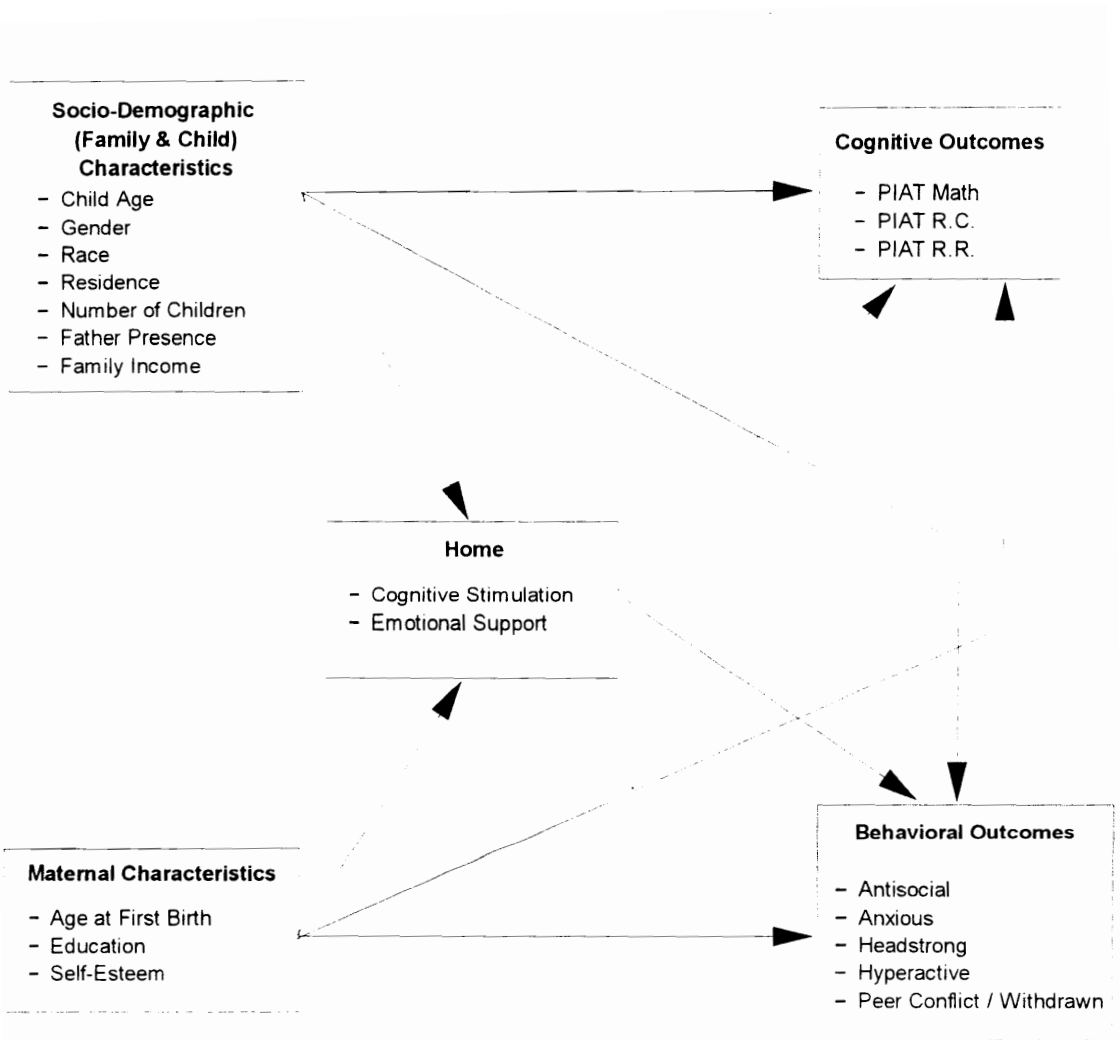 Socio-Demographic
(Family & Child)
Characteristics
– Child Age
– Gender
– Race
– Residence
– Number of Children
– Father Presence
– Family Income
Cognitive Outcomes
– PIAT Math
– PIAT R.C.
– PIAT R.R.
Home
– Cognitive Stimulation
– Emotional Support
Maternal Characteristics
– Age at First Birth
– Education
– Self-Esteem
Behavioral Outcomes
– Antisocial
– Anxious
– Headstrong
– Hyperactive
– Peer Conflict / Withdrawn